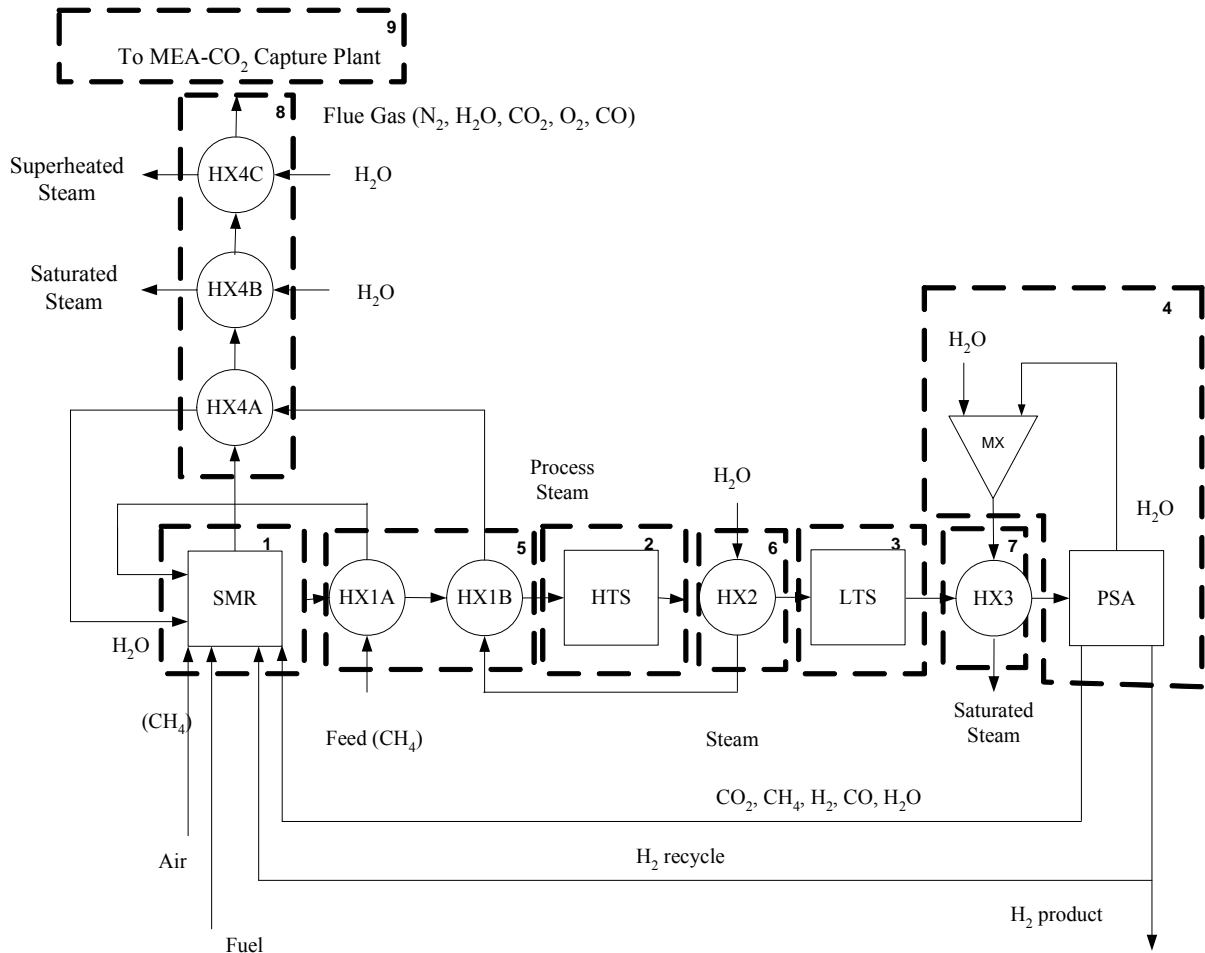 9
To MEA-CO₂ Capture Plant
8
Flue Gas (N₂, H₂O, CO₂, O₂, CO)
Superheated
Steam
HX4C
H₂O
Saturated
Steam
HX4B
H₂O
4
H₂O
HX4A
MX
Process
Steam
H₂O
H₂O
1
5
2
6
3
7
SMR
HX1A
HX1B
HTS
HX2
LTS
HX3
PSA
H₂O
(CH₄)
Feed (CH₄)
Steam
Saturated
Steam
CO₂, CH₄, H₂, CO, H₂O
Air
H₂ recycle
H₂ product
Fuel